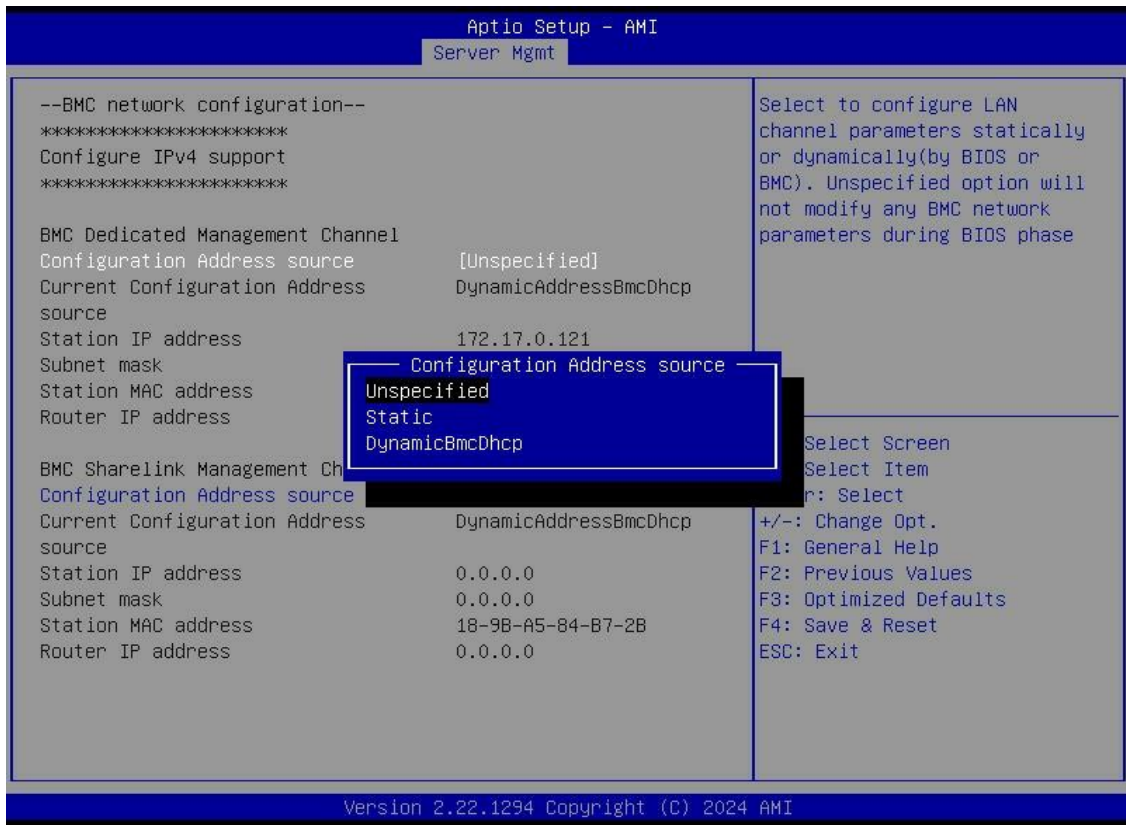 Aptio Setup – AMI
Server Mgmt
--BMC network configuration--
**********************
Configure IPv4 support
**********************
BMC Dedicated Management Channel
Configuration Address source [Unspecified]
Current Configuration Address DynamicAddressBmcDhcp
source
Station IP address 172.17.0.121
Subnet mask
Station MAC address
Router IP address
BMC Sharelink Management Ch
Configuration Address source
Current Configuration Address DynamicAddressBmcDhcp
source
Station IP address 0.0.0.0
Subnet mask 0.0.0.0
Station MAC address 18-9B-A5-84-B7-2B
Router IP address 0.0.0.0
Configuration Address source
Unspecified
Static
DynamicBmcDhcp
Select to configure LAN
channel parameters statically
or dynamically(by BIOS or
BMC). Unspecified option will
not modify any BMC network
parameters during BIOS phase
Select Screen
Select Item
r: Select
+/-: Change Opt.
F1: General Help
F2: Previous Values
F3: Optimized Defaults
F4: Save & Reset
ESC: Exit
Version 2.22.1294 Copyright (C) 2024 AMI